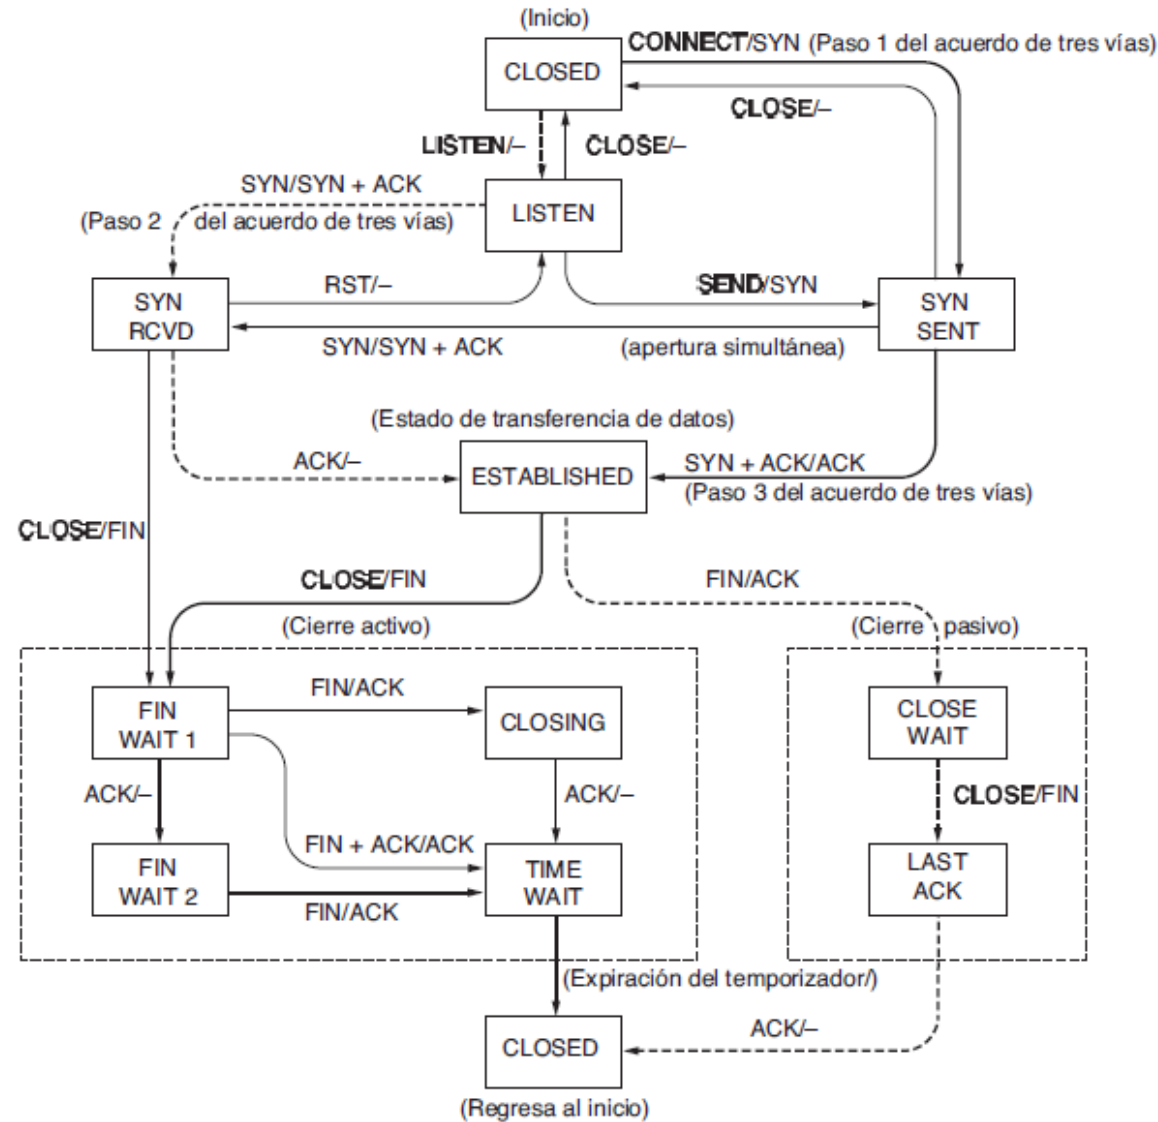 (Inicio)
CLOSED
CONNECT/SYN (Paso 1 del acuerdo de tres vías)
CLOSE/–
LISTEN/–
CLOSE/–
SYN/SYN + ACK
(Paso 2 del acuerdo de tres vías)
LISTEN
RST/–
SEND/SYN
SYN
RCVD
SYN
SENT
SYN/SYN + ACK
(apertura simultánea)
(Estado de transferencia de datos)
ACK/–
ESTABLISHED
SYN + ACK/ACK
(Paso 3 del acuerdo de tres vías)
CLOSE/FIN
CLOSE/FIN
FIN/ACK
(Cierre activo)
(Cierre pasivo)
FIN
WAIT 1
FIN/ACK
CLOSING
CLOSE
WAIT
ACK/–
ACK/–
CLOSE/FIN
FIN + ACK/ACK
FIN
WAIT 2
TIME
WAIT
LAST
ACK
FIN/ACK
(Expiración del temporizador/)
ACK/–
CLOSED
(Regresa al inicio)